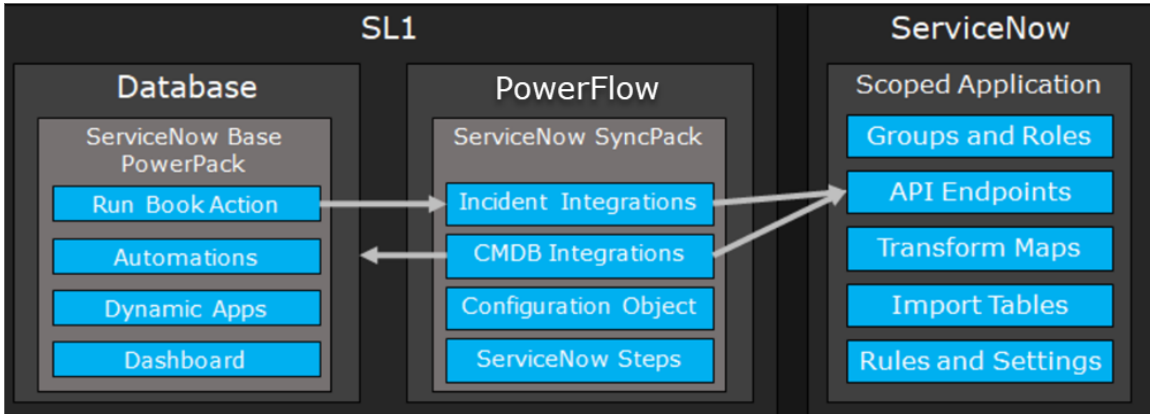 SL1
Database
ServiceNow Base
PowerPack
Run Book Action
Automations
Dynamic Apps
Dashboard
PowerFlow
ServiceNow SyncPack
Incident Integrations
CMDB Integrations
Configuration Object
ServiceNow Steps
ServiceNow
Scoped Application
Groups and Roles
API Endpoints
Transform Maps
Import Tables
Rules and Settings